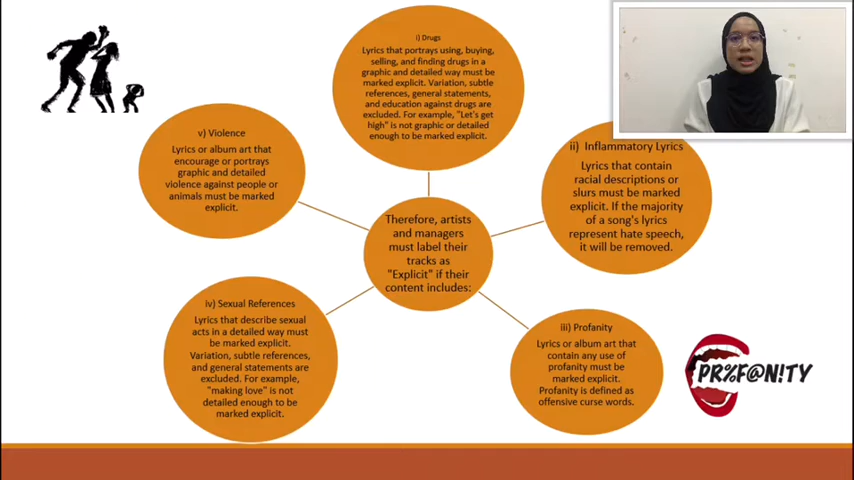 i) Drugs
Lyrics that portrays using, buying,
selling, and finding drugs in a
graphic and detailed way must be
marked explicit. Variation, subtle
references, general statements,
and education against drugs are
excluded. For example, "Let's get
high" is not graphic or detailed
enough to be marked explicit.
ii) Inflammatory Lyrics
Lyrics that contain
racial descriptions or
slurs must be marked
explicit. If the majority
of a song's lyrics
represent hate speech,
it will be removed.
iii) Profanity
Lyrics or album art that
contain any use of
profanity must be
marked explicit.
Profanity is defined as
offensive curse words.
iv) Sexual References
Lyrics that describe sexual
acts in a detailed way must
be marked explicit.
Variation, subtle references,
and general statements are
excluded. For example,
"making love" is not
detailed enough to be
marked explicit.
v) Violence
Lyrics or album art that
encourage or portrays
graphic and detailed
violence against people or
animals must be marked
explicit.
Therefore, artists
and managers
must label their
tracks as
"Explicit" if their
content includes:
PR%F@N!TY